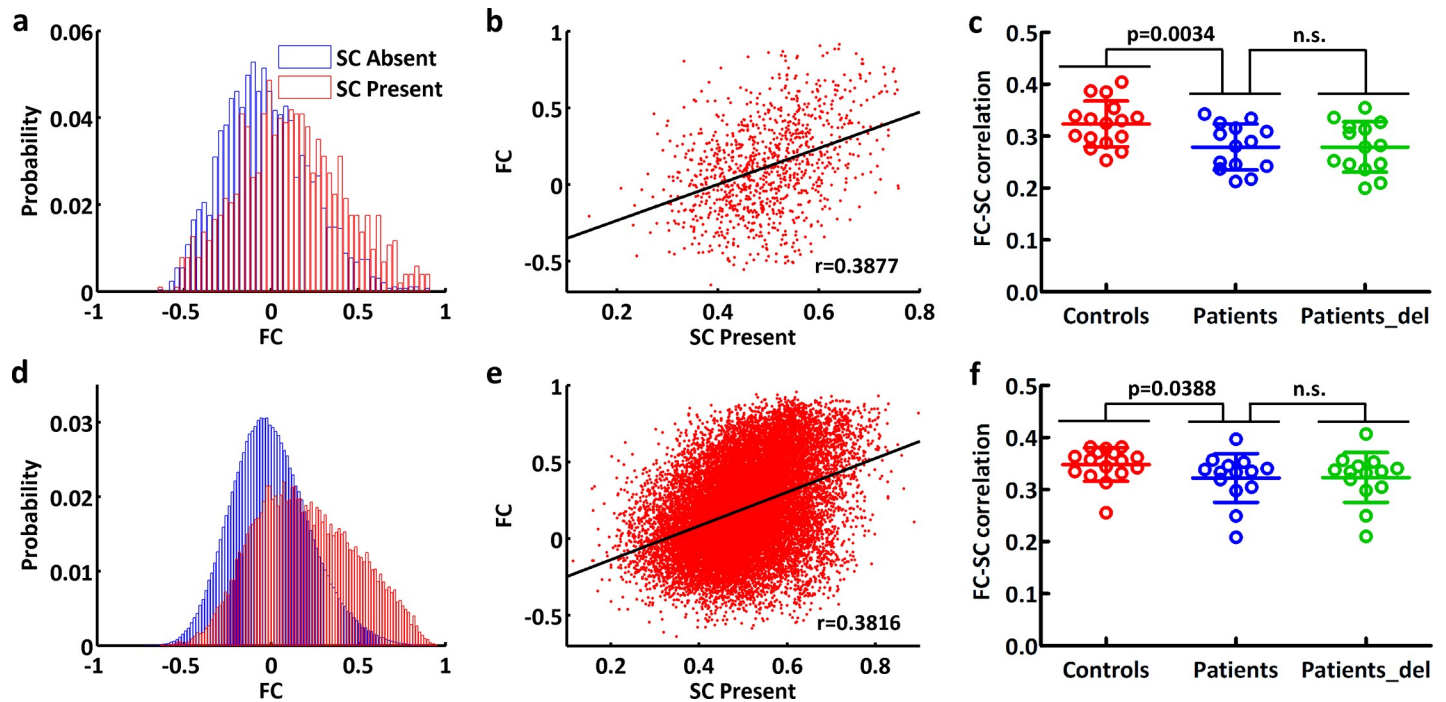 a
0.06
0.04
0.02
0
Probability
-1
-0.5
0
0.5
1
FC
SC Absent
SC Present
b
1
0.5
0
-0.5
FC
0.2
0.4
0.6
0.8
SC Present
r=0.3877
c
0.5
0.4
0.3
0.2
0.1
0.0
FC-SC correlation
p=0.0034
n.s.
Controls
Patients
Patients_del
d
0.03
0.02
0.01
0
Probability
-1
-0.5
0
0.5
1
FC
e
1
0.5
0
-0.5
FC
0.2
0.4
0.6
0.8
SC Present
r=0.3816
f
0.5
0.4
0.3
0.2
0.1
0.0
FC-SC correlation
p=0.0388
n.s.
Controls
Patients
Patients_del